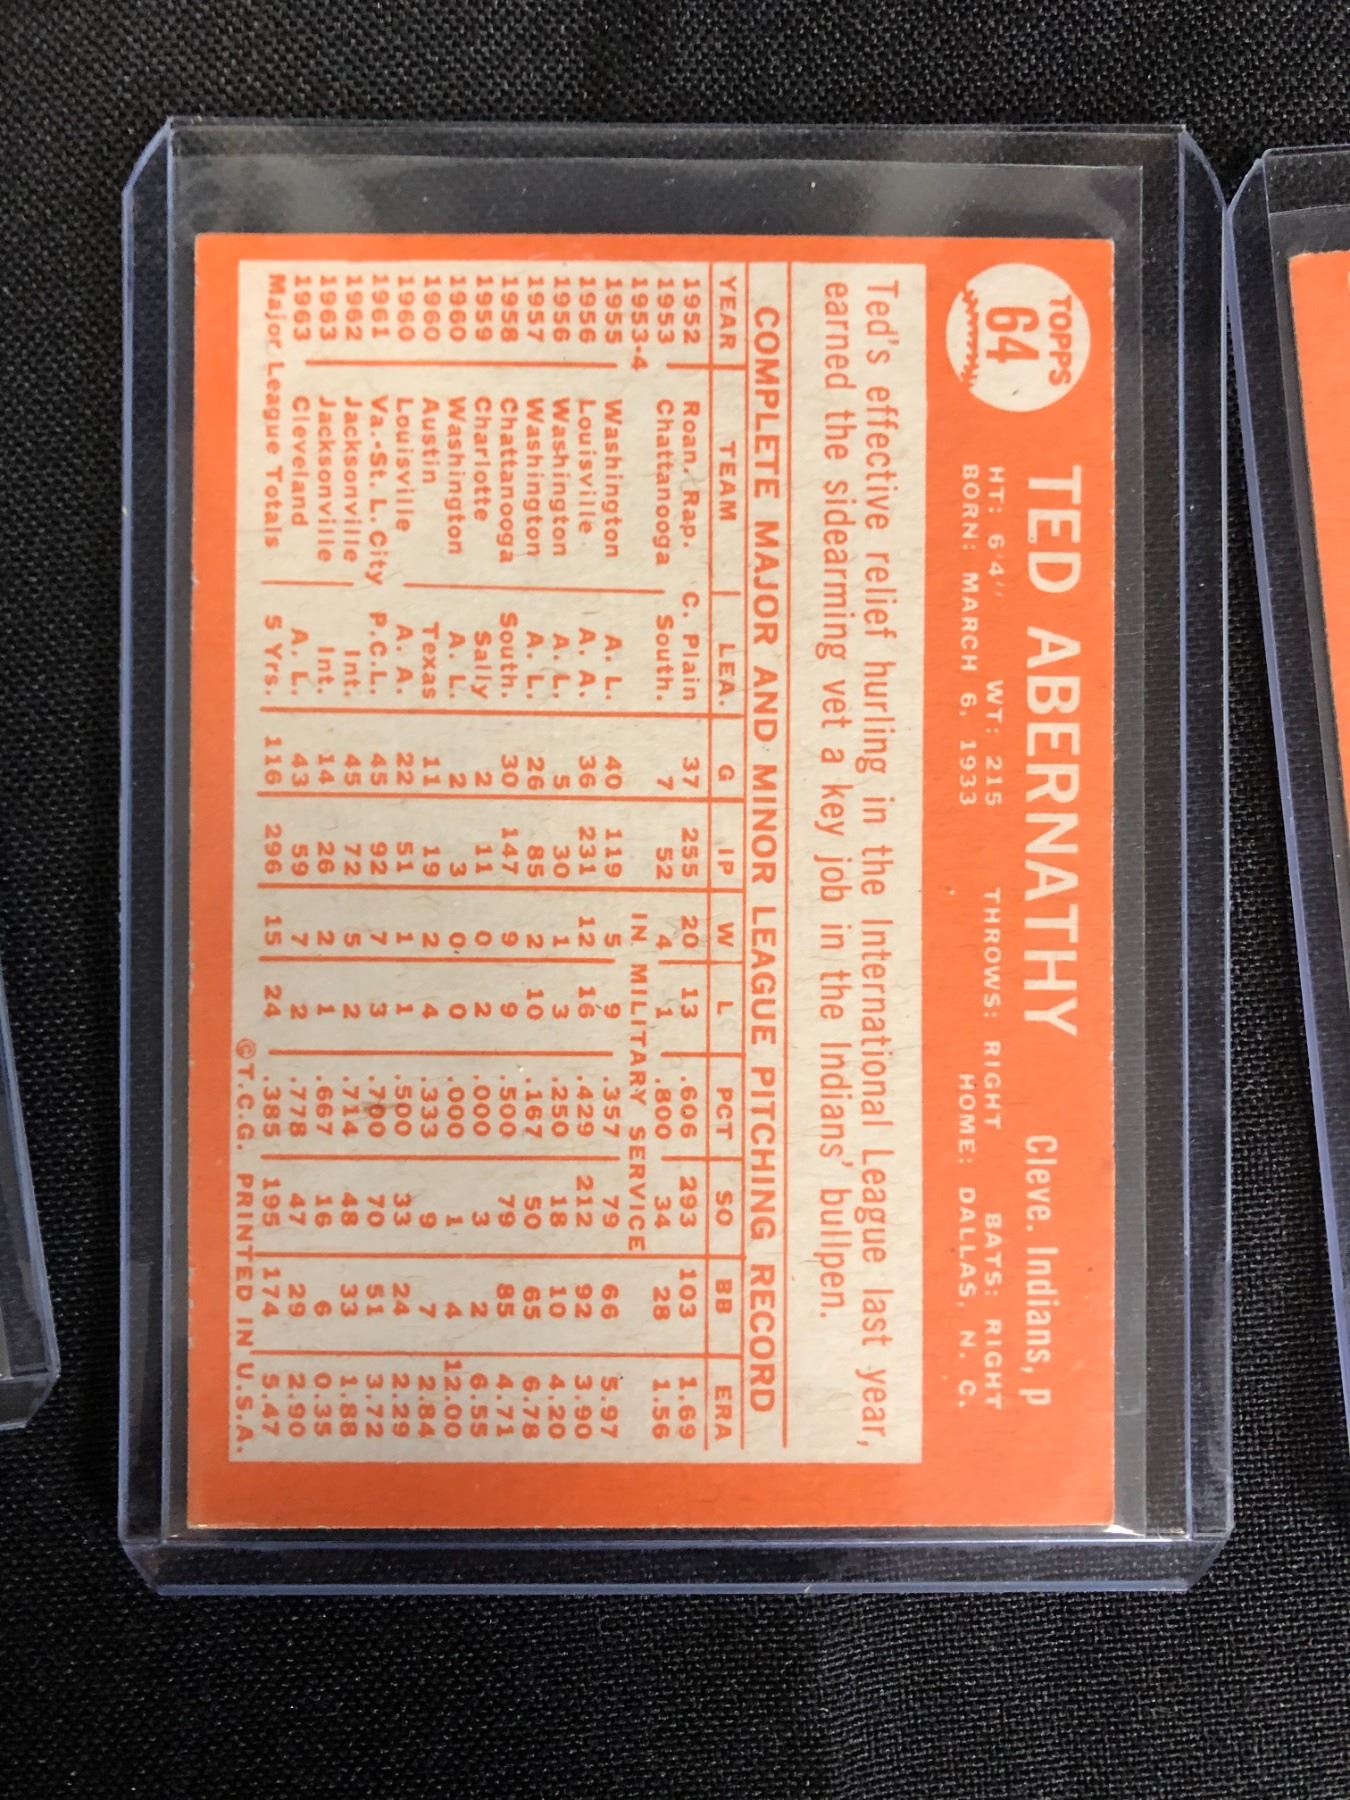 TOPPS
64
TED ABERNATHY Cleve. Indians, p
HT: 6'4" WT: 215 THROWS: RIGHT BATS: RIGHT
BORN: MARCH 6, 1933 HOME: DALLAS, N. C.
Ted's effective relief hurling in the International League last year,
earned the sidearming vet a key job in the Indians' bullpen.
COMPLETE MAJOR AND MINOR LEAGUE PITCHING RECORD
YEAR TEAM LEA. G IP W L PCT SO BB ERA
1952 Roan. Rap. C. Plain 37 255 20 13 .606 293 103 1.69
1953 Chattanooga South. 7 52 4 1 .800 34 28 1.56
1953-4 IN MILITARY SERVICE
1955 Washington A. L. 40 119 5 9 .357 79 66 5.97
1956 Louisville A. A. 36 231 12 16 .429 212 92 3.90
1956 Washington A. L. 5 30 1 3 .250 18 10 4.20
1957 Washington A. L. 26 85 2 10 .167 50 65 6.78
1958 Chattanooga South. 30 147 9 9 .500 79 85 4.71
1959 Charlotte Sally 2 11 0 2 .000 3 2 6.55
1960 Washington A. L. 2 3 0 0 .000 1 4 12.00
1960 Austin Texas 11 19 2 4 .333 9 7 2.84
1960 Louisville A. A. 22 51 1 1 .500 33 24 2.29
1961 Va.-St. L. City P.C.L. 45 92 7 3 .700 70 51 3.72
1962 Jacksonville Int. 45 72 5 2 .714 48 33 1.88
1963 Jacksonville Int. 14 26 2 1 .667 16 6 0.35
1963 Cleveland A. L. 43 59 7 2 .778 47 29 2.90
Major League Totals 5 Yrs. 116 296 15 24 .385 195 174 5.47
©T.C.G. PRINTED IN U.S.A.